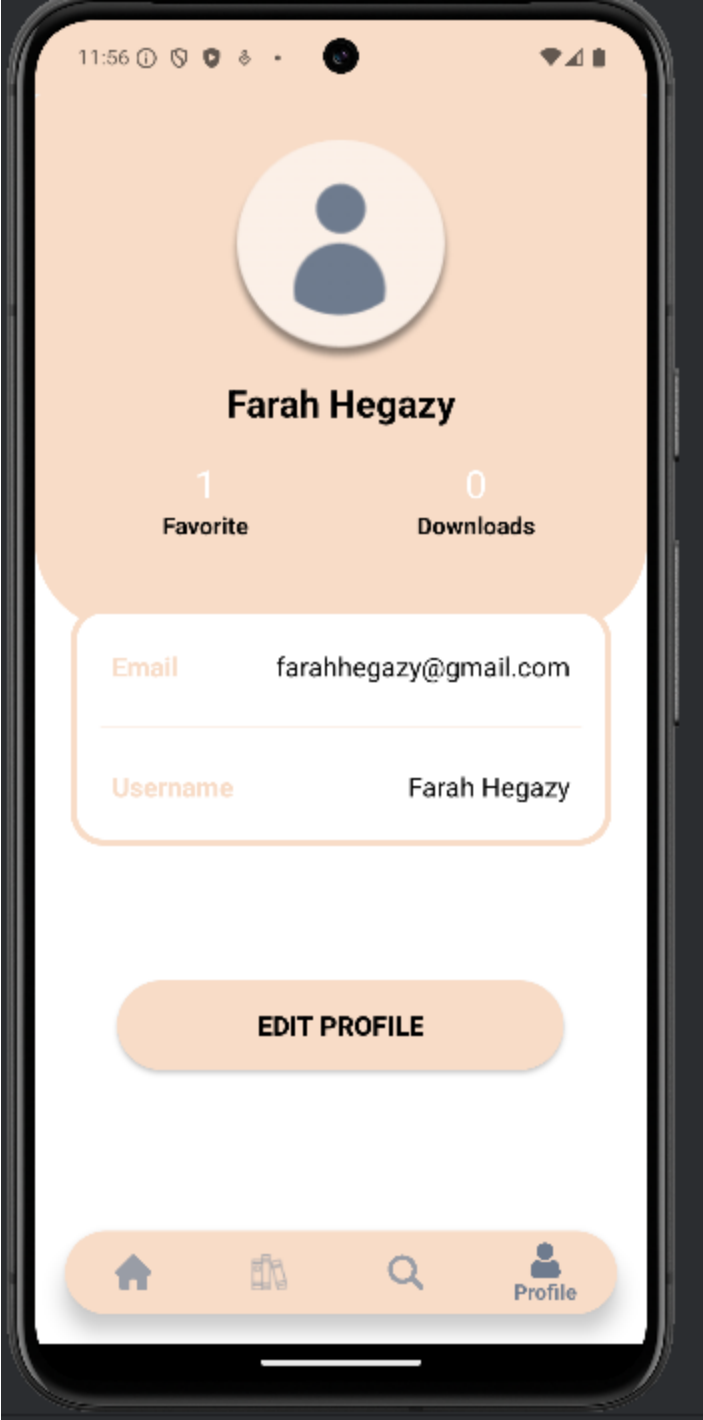 11:56
Farah Hegazy
1 0
Favorite Downloads
Email farahhegazy@gmail.com
Username Farah Hegazy
EDIT PROFILE
Profile